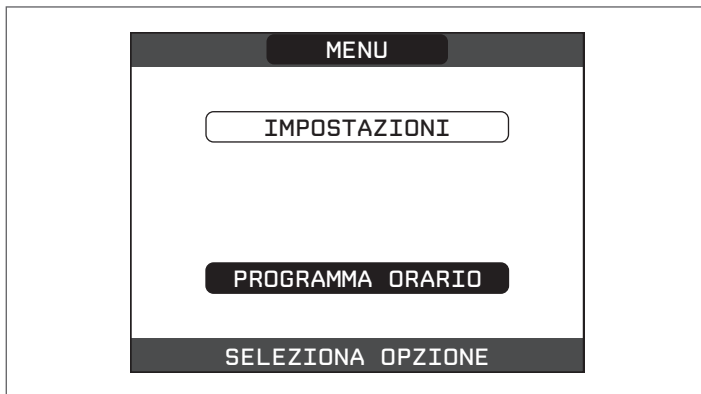 MENU
IMPOSTAZIONI
PROGRAMMA ORARIO
SELEZIONA OPZIONE